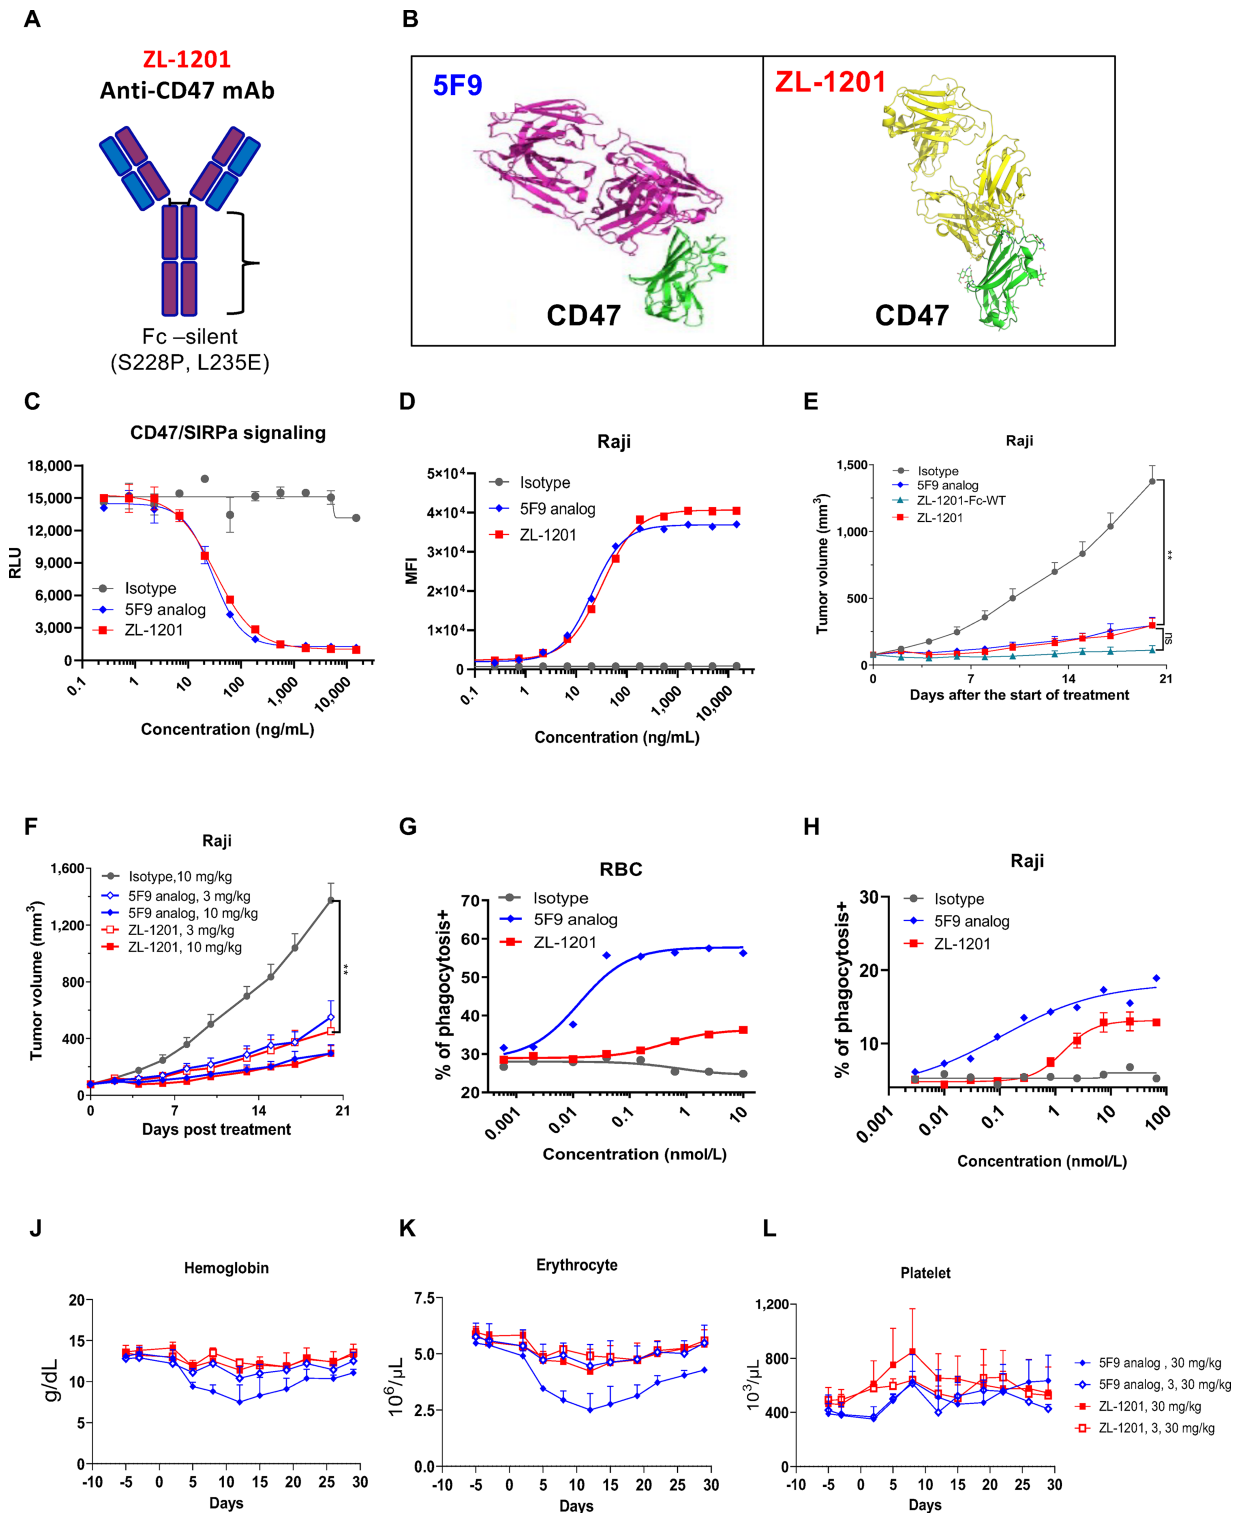 A
ZL-1201
Anti-CD47 mAb
Fc –silent
(S228P, L235E)
B
5F9
CD47
ZL-1201
CD47
C
CD47/SIRPa signaling
RLU
18,000
15,000
12,000
9,000
6,000
3,000
0
Isotype
5F9 analog
ZL-1201
0.1
1
10
100
1,000
10,000
Concentration (ng/mL)
D
Raji
MFI
5×10⁴
4×10⁴
3×10⁴
2×10⁴
1×10⁴
0
Isotype
5F9 analog
ZL-1201
0.1
1
10
100
1,000
10,000
Concentration (ng/mL)
E
Raji
Tumor volume (mm³)
1,500
1,000
500
0
Isotype
5F9 analog
ZL-1201-Fc-WT
ZL-1201
**
ns
0
7
14
21
Days after the start of treatment
F
Raji
Tumor volume (mm³)
1,600
1,200
800
400
0
Isotype,10 mg/kg
5F9 analog, 3 mg/kg
5F9 analog, 10 mg/kg
ZL-1201, 3 mg/kg
ZL-1201, 10 mg/kg
**
0
7
14
21
Days post treatment
G
RBC
% of phagocytosis+
70
60
50
40
30
20
Isotype
5F9 analog
ZL-1201
0.001
0.01
0.1
1
10
Concentration (nmol/L)
H
Raji
% of phagocytosis+
30
20
10
Isotype
5F9 analog
ZL-1201
0.001
0.01
0.1
1
10
100
Concentration (nmol/L)
J
Hemoglobin
g/dL
20
15
10
5
0
-10
-5
0
5
10
15
20
25
30
Days
K
Erythrocyte
10⁶/µL
7.5
5.0
2.5
0.0
-10
-5
0
5
10
15
20
25
30
Days
L
Platelet
10³/µL
1,200
800
400
0
-10
-5
0
5
10
15
20
25
30
Days
5F9 analog , 30 mg/kg
5F9 analog, 3, 30 mg/kg
ZL-1201, 30 mg/kg
ZL-1201, 3, 30 mg/kg